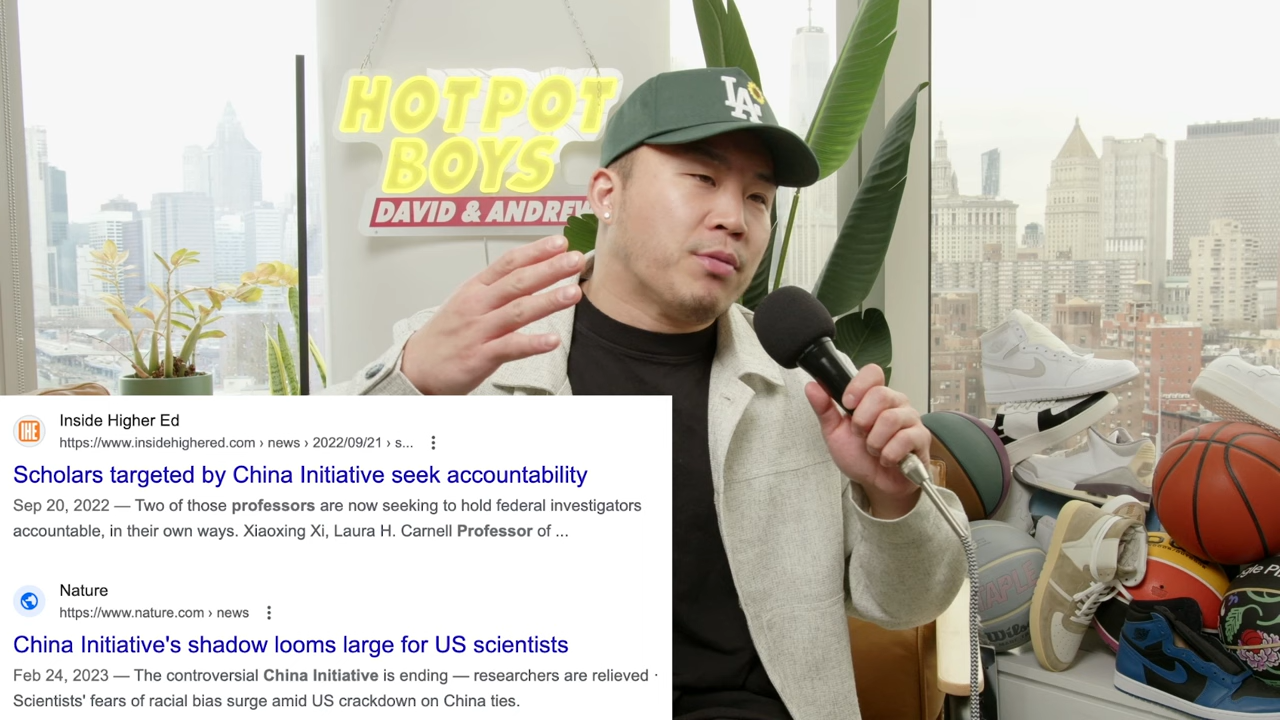 HOT POT
BOYS
DAVID & ANDREW
LA
IHE
Inside Higher Ed
https://www.insidehighered.com › news › 2022/09/21 › s...
Scholars targeted by China Initiative seek accountability
Sep 20, 2022 — Two of those professors are now seeking to hold federal investigators
accountable, in their own ways. Xiaoxing Xi, Laura H. Carnell Professor of ...
Nature
https://www.nature.com › news
China Initiative's shadow looms large for US scientists
Feb 24, 2023 — The controversial China Initiative is ending — researchers are relieved ·
Scientists' fears of racial bias surge amid US crackdown on China ties.
Wilson